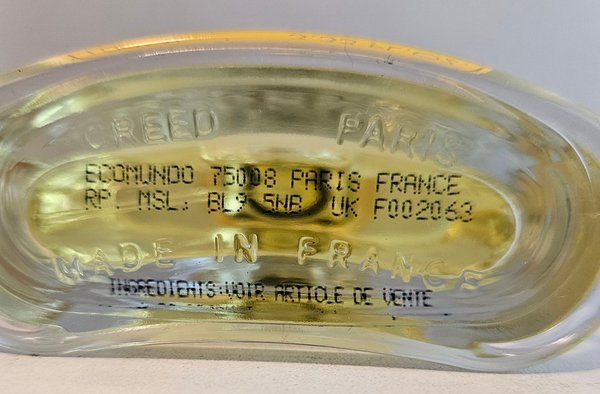 CREED PARIS
ECOMUNDO 75008 PARIS FRANCE
RP. MSL. BL9 5NB UK F002063
MADE IN FRANCE
INGREDIENTS:VOIR ARTICLE DE VENTE